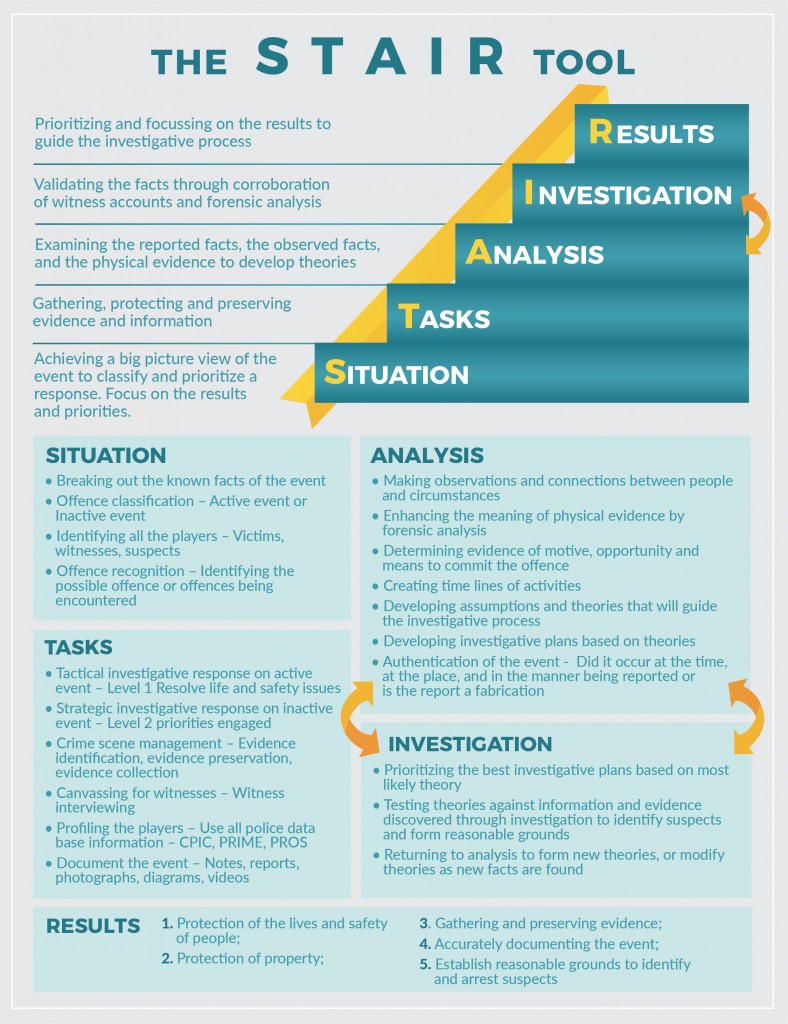 THE STAIR TOOL
Prioritizing and focussing on the results to
guide the investigative process
RESULTS
Validating the facts through corroboration
of witness accounts and forensic analysis
INVESTIGATION
Examining the reported facts, the observed facts,
and the physical evidence to develop theories
ANALYSIS
Gathering, protecting and preserving
evidence and information
TASKS
Achieving a big picture view of the
event to classify and prioritize a
response. Focus on the results
and priorities.
SITUATION
SITUATION
• Breaking out the known facts of the event
• Offence classification – Active event or
Inactive event
• Identifying all the players – Victims,
witnesses, suspects
• Offence recognition – Identifying the
possible offence or offences being
encountered
TASKS
• Tactical investigative response on active
event – Level 1 Resolve life and safety issues
• Strategic investigative response on inactive
event – Level 2 priorities engaged
• Crime scene management – Evidence
identification, evidence preservation,
evidence collection
• Canvassing for witnesses – Witness
interviewing
• Profiling the players – Use all police data
base information – CPIC, PRIME, PROS
• Document the event – Notes, reports,
photographs, diagrams, videos
ANALYSIS
• Making observations and connections between people
and circumstances
• Enhancing the meaning of physical evidence by
forensic analysis
• Determining evidence of motive, opportunity and
means to commit the offence
• Creating time lines of activities
• Developing assumptions and theories that will guide
the investigative process
• Developing investigative plans based on theories
• Authentication of the event - Did it occur at the time,
at the place, and in the manner being reported or
is the report a fabrication
INVESTIGATION
• Prioritizing the best investigative plans based on most
likely theory
• Testing theories against information and evidence
discovered through investigation to identify suspects
and form reasonable grounds
• Returning to analysis to form new theories, or modify
theories as new facts are found
RESULTS
1. Protection of the lives and safety
of people;
2. Protection of property;
3. Gathering and preserving evidence;
4. Accurately documenting the event;
5. Establish reasonable grounds to identify
and arrest suspects